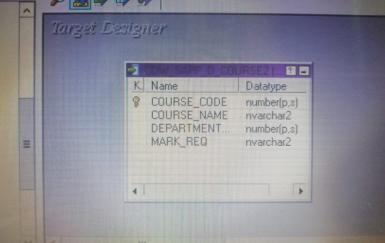 Target Designer
K. Name Datatype
COURSE_CODE number(p,s)
COURSE_NAME nvarchar2
DEPARTMENT... number(p,s)
MARK_REQ nvarchar2